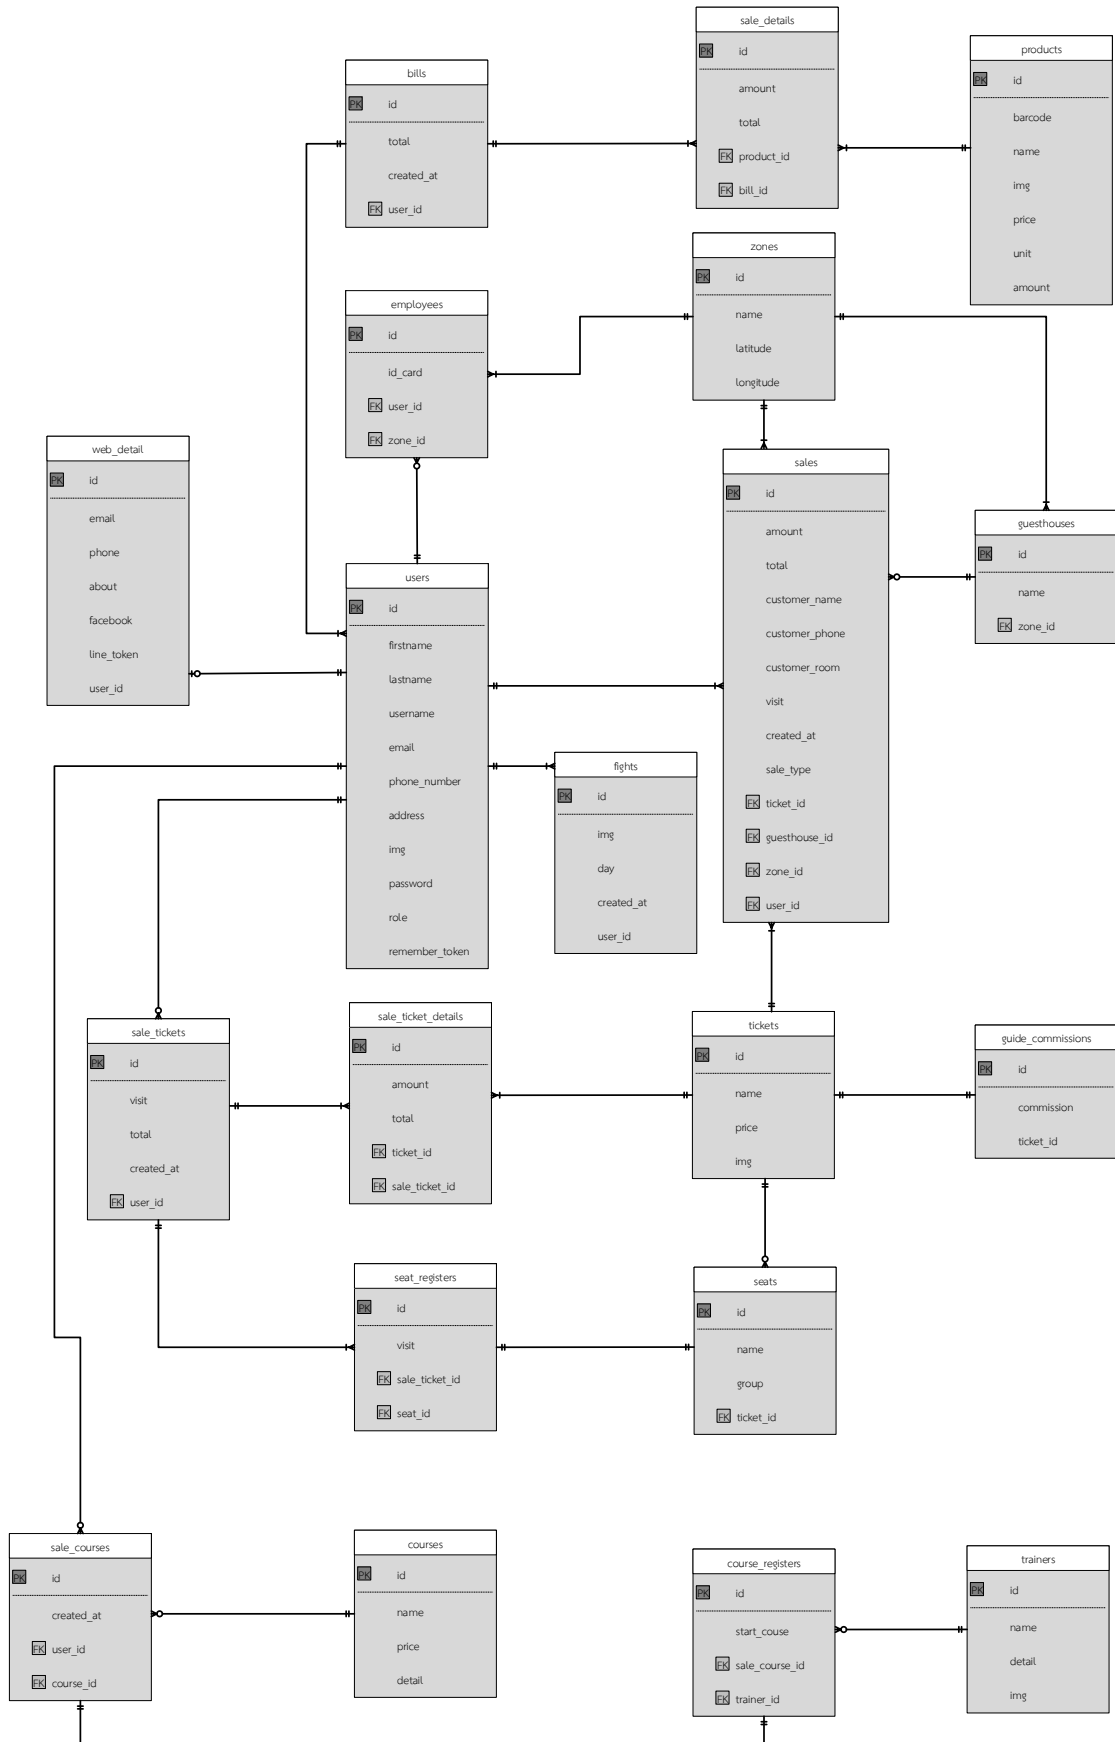 sale_details
PK id
amount
total
FK product_id
FK bill_id
products
PK id
barcode
name
img
price
unit
amount
bills
PK id
total
created_at
FK user_id
zones
PK id
name
latitude
longitude
employees
PK id
id_card
FK user_id
FK zone_id
web_detail
PK id
email
phone
about
facebook
line_token
user_id
sales
PK id
amount
total
customer_name
customer_phone
customer_room
visit
created_at
sale_type
FK ticket_id
FK guesthouse_id
FK zone_id
FK user_id
guesthouses
PK id
name
FK zone_id
users
PK id
firstname
lastname
username
email
phone_number
address
img
password
role
remember_token
fights
PK id
img
day
created_at
user_id
sale_tickets
PK id
visit
total
created_at
FK user_id
sale_ticket_details
PK id
amount
total
FK ticket_id
FK sale_ticket_id
tickets
PK id
name
price
img
guide_commissions
PK id
commission
ticket_id
seat_registers
PK id
visit
FK sale_ticket_id
FK seat_id
seats
PK id
name
group
FK ticket_id
sale_courses
PK id
created_at
FK user_id
FK course_id
courses
PK id
name
price
detail
course_registers
PK id
start_couse
FK sale_course_id
FK trainer_id
trainers
PK id
name
detail
img